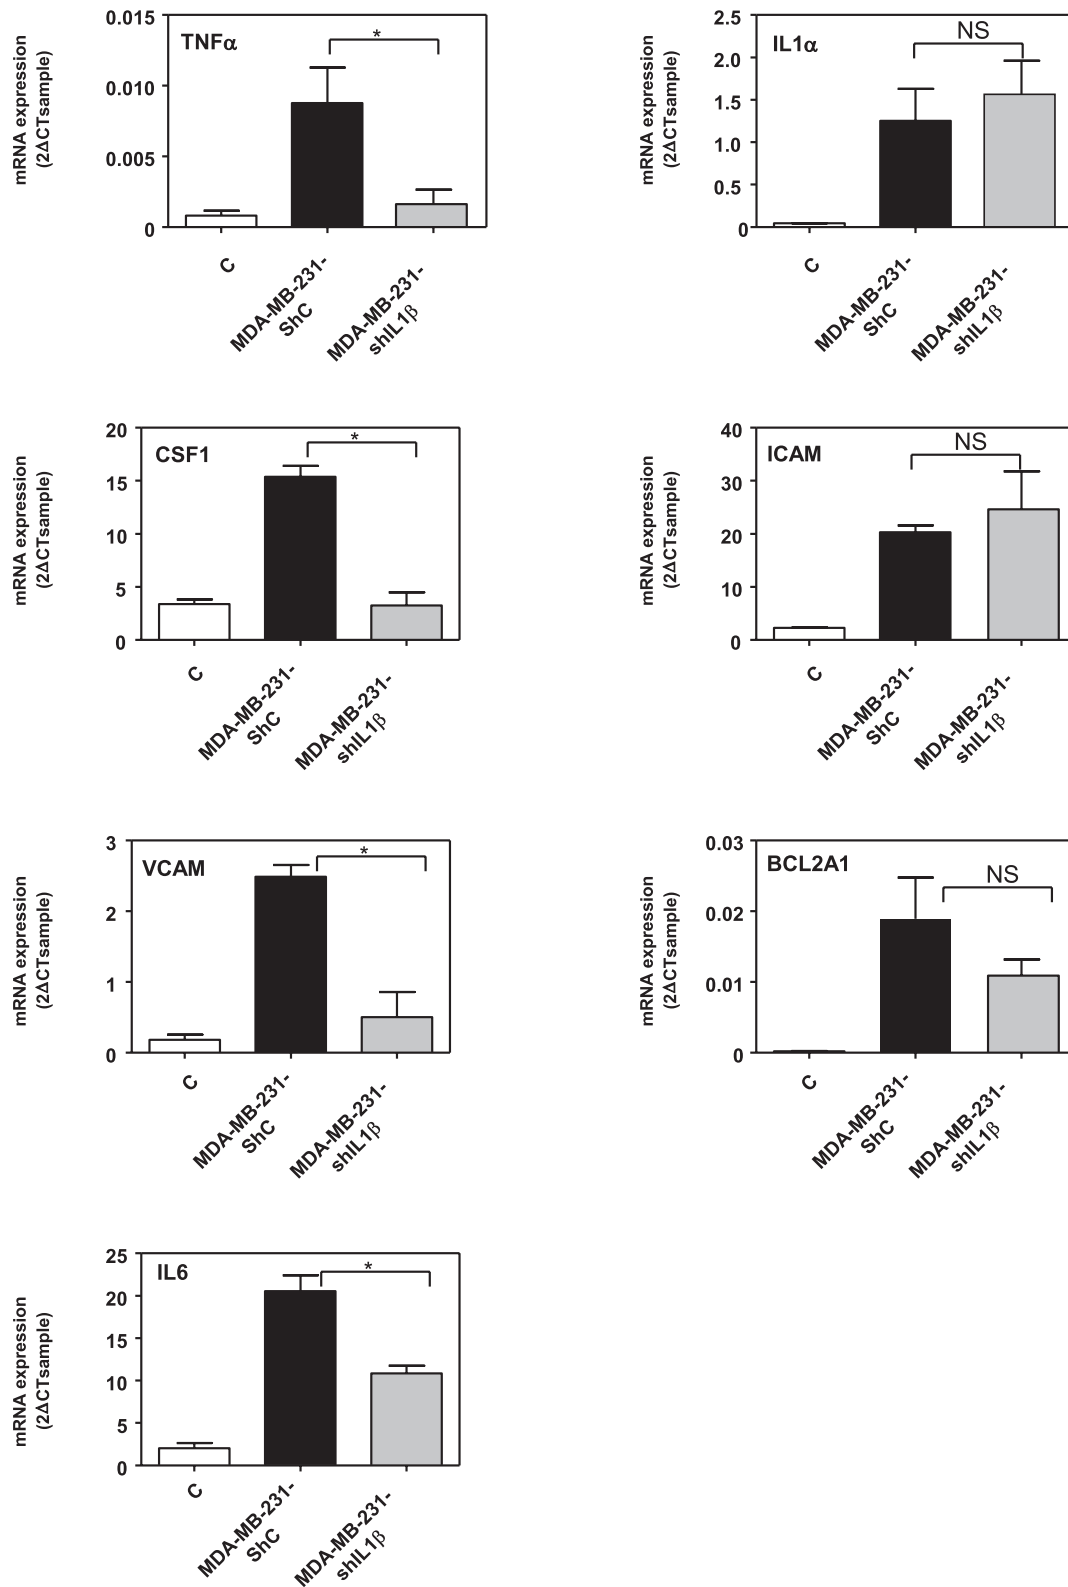 TNFα
*
mRNA expression
(2ΔCTsample)
0.015
0.010
0.005
0
C
MDA-MB-231-
ShC
MDA-MB-231-
shIL1β
IL1α
NS
mRNA expression
(2ΔCTsample)
2.5
2.0
1.5
1.0
0.5
0
C
MDA-MB-231-
ShC
MDA-MB-231-
shIL1β
CSF1
*
mRNA expression
(2ΔCTsample)
20
15
10
5
0
C
MDA-MB-231-
ShC
MDA-MB-231-
shIL1β
ICAM
NS
mRNA expression
(2ΔCTsample)
40
30
20
10
0
C
MDA-MB-231-
ShC
MDA-MB-231-
shIL1β
VCAM
*
mRNA expression
(2ΔCTsample)
3
2
1
0
C
MDA-MB-231-
ShC
MDA-MB-231-
shIL1β
BCL2A1
NS
mRNA expression
(2ΔCTsample)
0.03
0.02
0.01
0
C
MDA-MB-231-
ShC
MDA-MB-231-
shIL1β
IL6
*
mRNA expression
(2ΔCTsample)
25
20
15
10
5
0
C
MDA-MB-231-
ShC
MDA-MB-231-
shIL1β